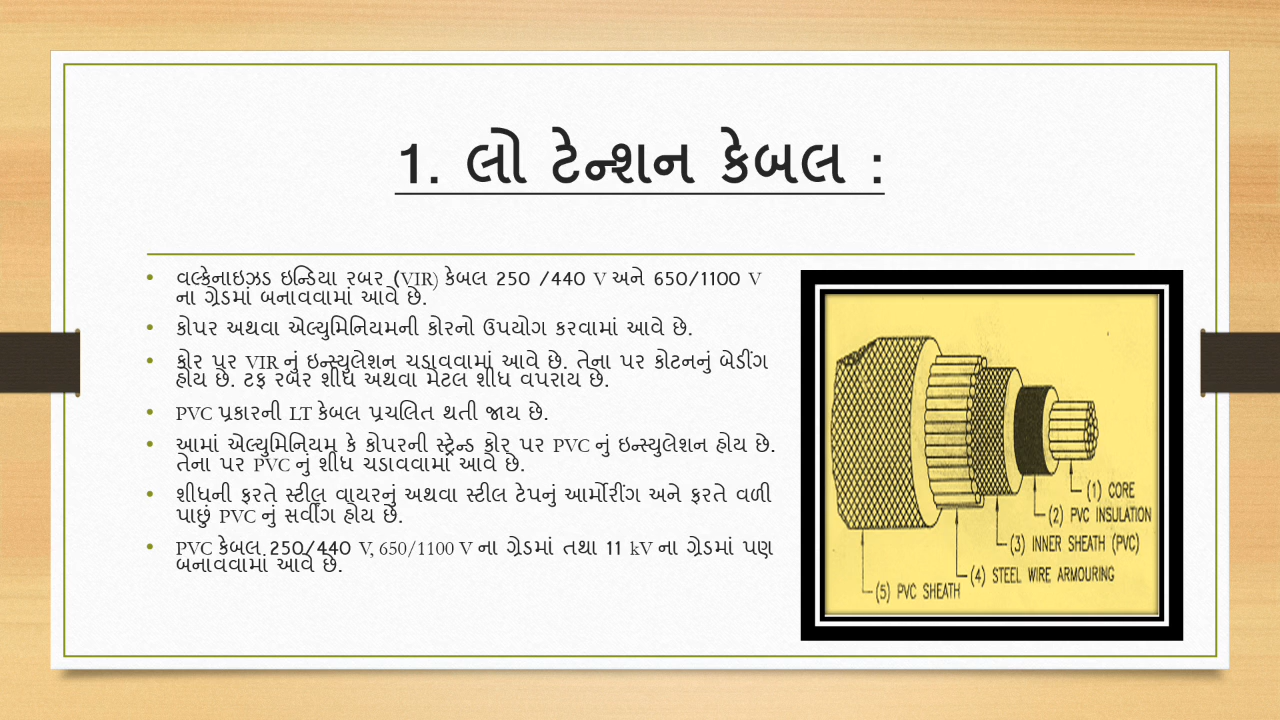 1. લો ટેન્શન કેબલ :
• વલ્કેનાઇઝડ ઇન્ડિયા રબર (VIR) કેબલ 250 /440 V અને 650/1100 V
ના ગ્રેડમાં બનાવવામાં આવે છે.
• કોપર અથવા એલ્યુમિનિયમની કોરનો ઉપયોગ કરવામાં આવે છે.
• કોર પર VIR નું ઇન્સ્યુલેશન ચડાવવામાં આવે છે. તેના પર કોટનનું બેડીંગ
હોય છે. ટફ રબર શીધ અથવા મેટલ શીધ વપરાય છે.
• PVC પ્રકારની LT કેબલ પ્રચલિત થતી જાય છે.
• આમાં એલ્યુમિનિયમ કે કોપરની સ્ટ્રેન્ડ કોર પર PVC નું ઇન્સ્યુલેશન હોય છે.
તેના પર PVC નું શીધ ચડાવવામાં આવે છે.
• શીધની ફરતે સ્ટીલ વાયરનું અથવા સ્ટીલ ટેપનું આર્મોરીંગ અને ફરતે વળી
પાછું PVC નું સર્વીંગ હોય છે.
• PVC કેબલ 250/440 V, 650/1100 V ના ગ્રેડમાં તથા 11 kV ના ગ્રેડમાં પણ
બનાવવામાં આવે છે.
(1) CORE
(2) PVC INSULATION
(3) INNER SHEATH (PVC)
(4) STEEL WIRE ARMOURING
(5) PVC SHEATH